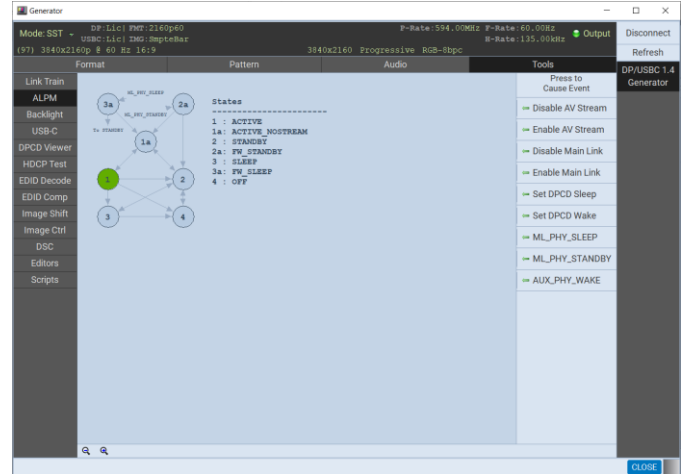 Generator
Mode: SST
DP:Lic| FMT:2160p60
USBC:Lic| IMG:SmpteBar
P-Rate:594.00MHz F-Rate:60.00Hz
H-Rate:135.00kHz
Output
(97) 3840x2160p @ 60 Hz 16:9
3840x2160 Progressive RGB-8bpc
Disconnect
Refresh
DP/USBC 1.4
Generator
Format
Pattern
Audio
Tools
Link Train
ALPM
Backlight
USB-C
DPCD Viewer
HDCP Test
EDID Decode
EDID Comp
Image Shift
Image Ctrl
DSC
Editors
Scripts
ML_PHY_SLEEP
3a
2a
ML_PHY_STANDBY
To STANDBY
1a
1
2
3
4
States
-----------------------
1 : ACTIVE
1a: ACTIVE_NOSTREAM
2 : STANDBY
2a: FW_STANDBY
3 : SLEEP
3a: FW_SLEEP
4 : OFF
Press to
Cause Event
Disable AV Stream
Enable AV Stream
Disable Main Link
Enable Main Link
Set DPCD Sleep
Set DPCD Wake
ML_PHY_SLEEP
ML_PHY_STANDBY
AUX_PHY_WAKE
CLOSE